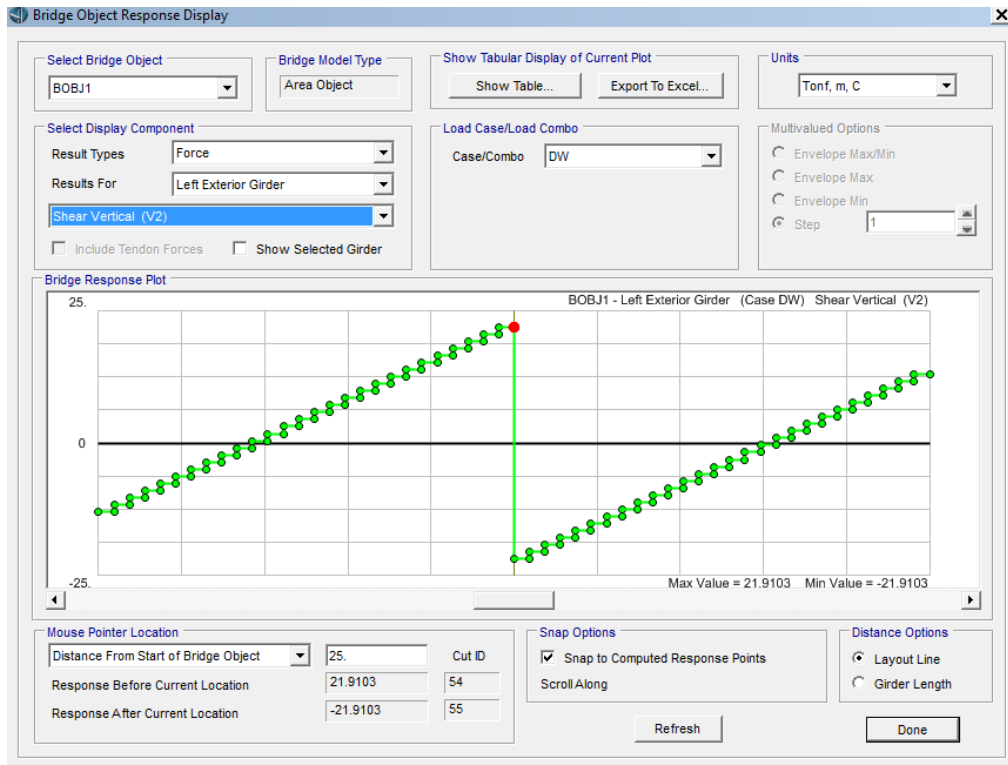 Bridge Object Response Display
Select Bridge Object
BOBJ1
Bridge Model Type
Area Object
Show Tabular Display of Current Plot
Show Table...
Export To Excel...
Units
Tonf, m, C
Select Display Component
Result Types
Force
Results For
Left Exterior Girder
Shear Vertical (V2)
Include Tendon Forces
Show Selected Girder
Load Case/Load Combo
Case/Combo
DW
Multivalued Options
Envelope Max/Min
Envelope Max
Envelope Min
Step
1
Bridge Response Plot
25.
BOBJ1 - Left Exterior Girder (Case DW) Shear Vertical (V2)
0
-25.
Max Value = 21.9103 Min Value = -21.9103
Mouse Pointer Location
Distance From Start of Bridge Object
25.
Cut ID
Response Before Current Location
21.9103
54
Response After Current Location
-21.9103
55
Snap Options
Snap to Computed Response Points
Scroll Along
Distance Options
Layout Line
Girder Length
Refresh
Done